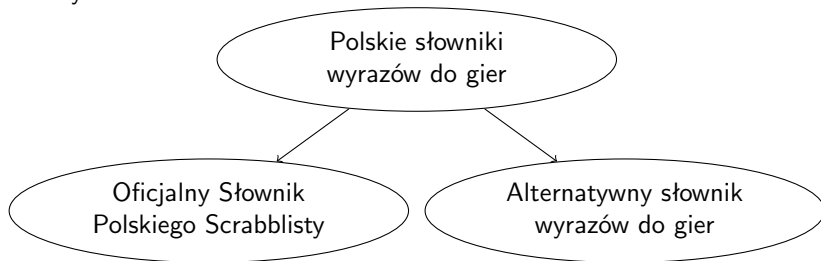 Polskie słowniki
wyrazów do gier
Oficjalny Słownik
Polskiego Scrabblisty
Alternatywny słownik
wyrazów do gier